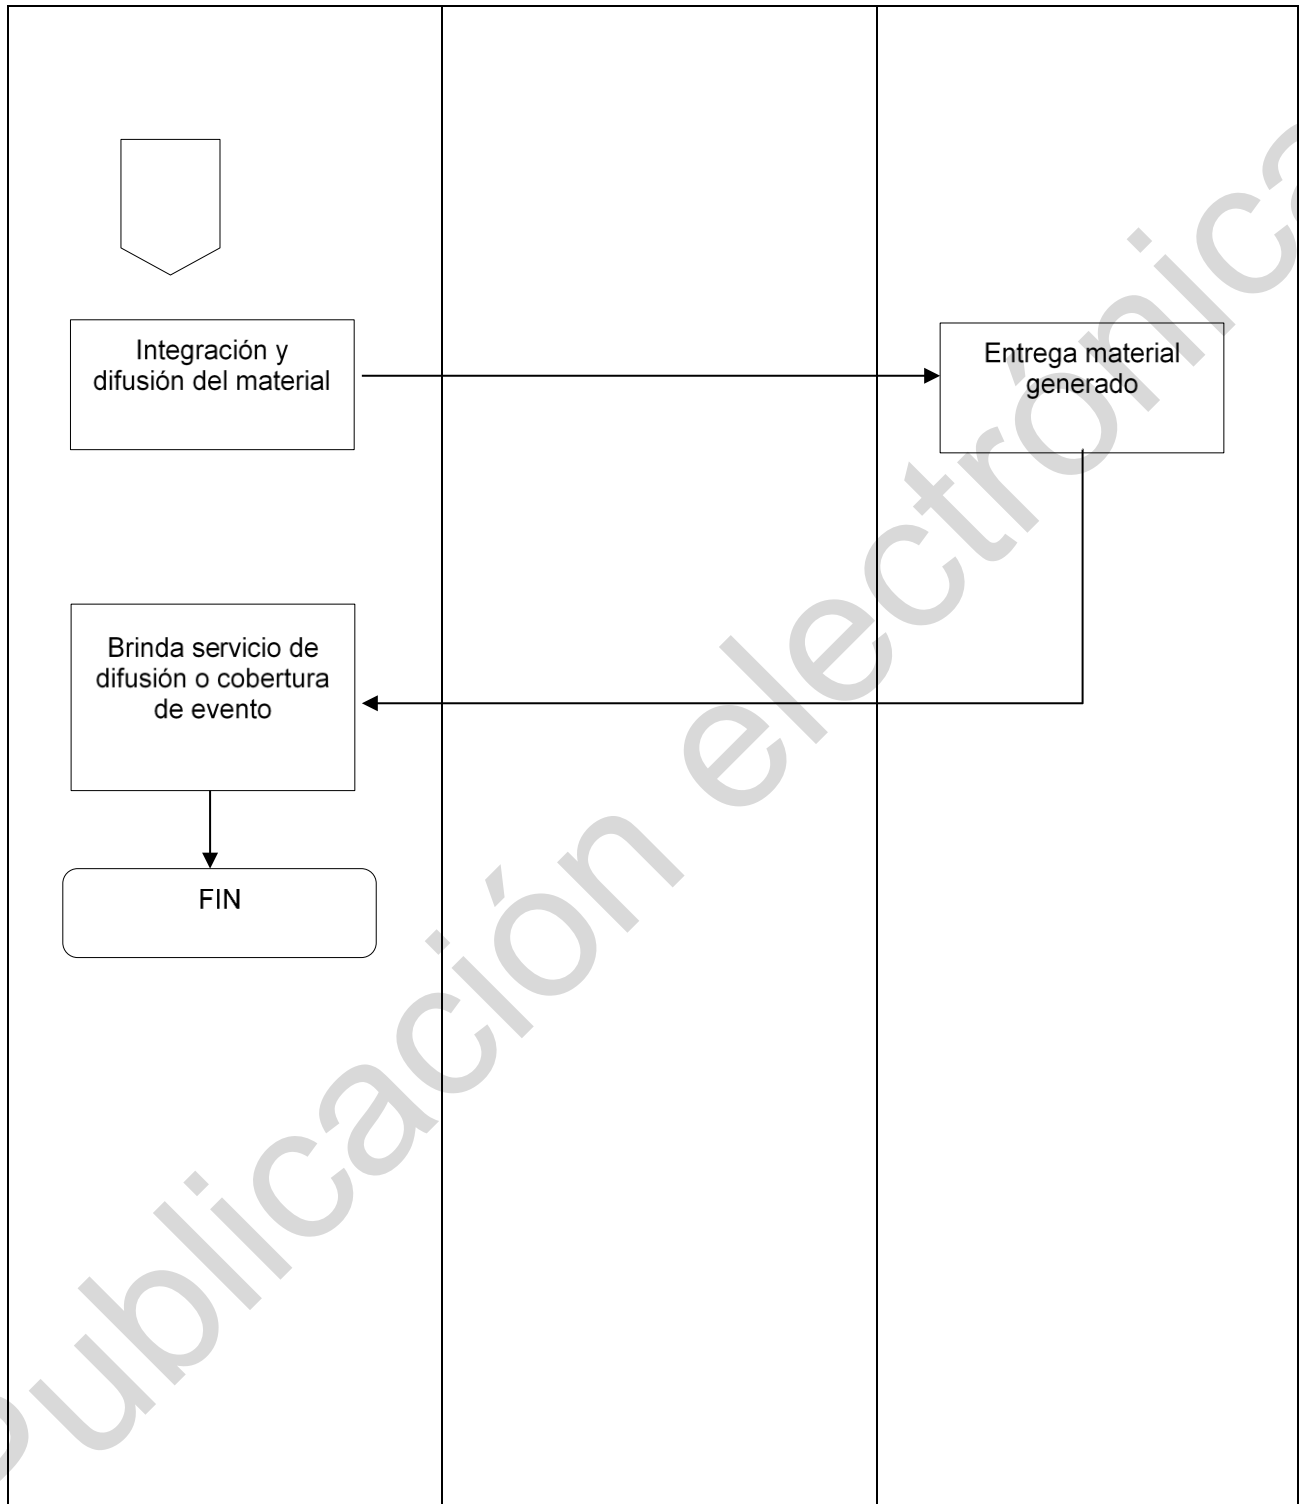 Integración y
difusión del material
Entrega material
generado
Brinda servicio de
difusión o cobertura
de evento
FIN
Publicación electrónica